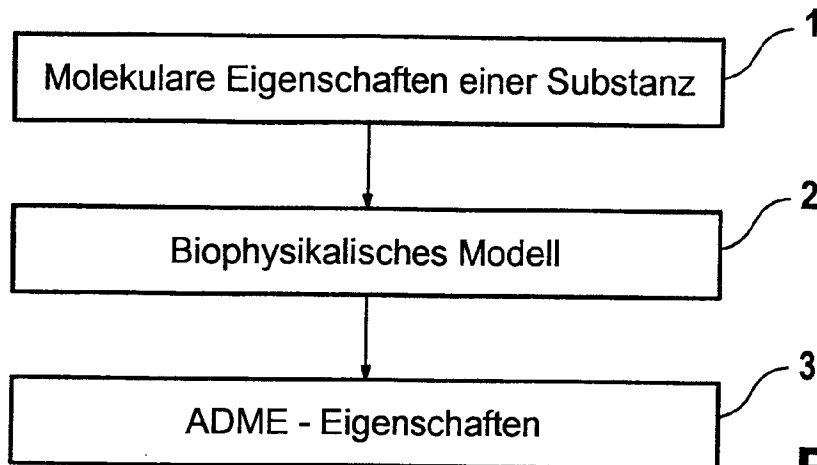 1
Molekulare Eigenschaften einer Substanz
2
Biophysikalisches Modell
3
ADME - Eigenschaften